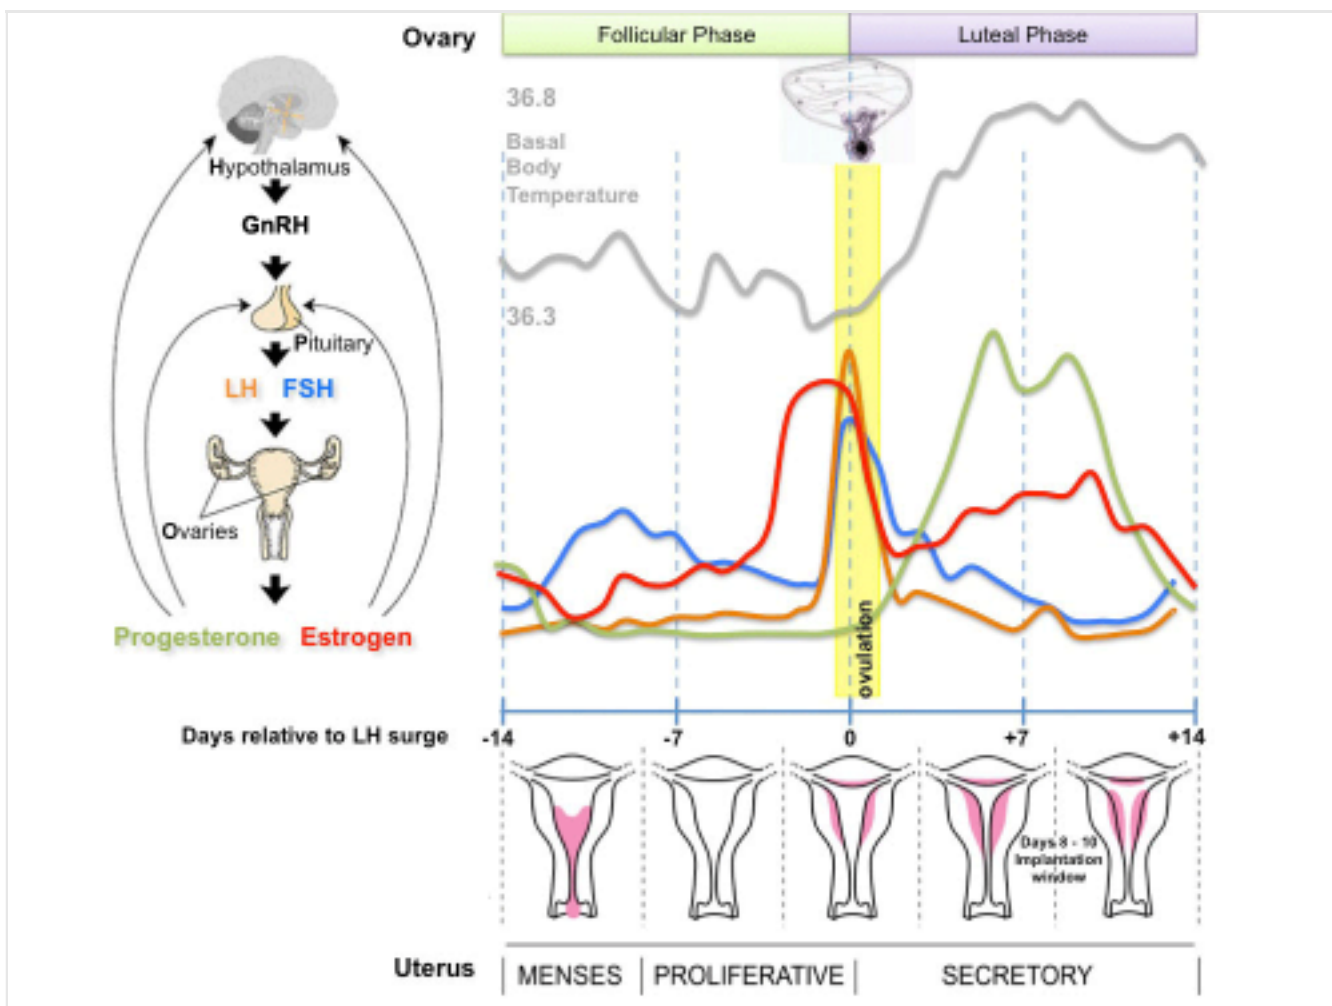 Ovary
Follicular Phase
Luteal Phase
36.8
Basal
Body
Temperature
36.3
Hypothalamus
GnRH
Pituitary
LH FSH
Ovaries
Progesterone Estrogen
ovulation
Days relative to LH surge
-14 -7 0 +7 +14
Days 8 - 10
Implantation
window
Uterus
MENSES PROLIFERATIVE SECRETORY